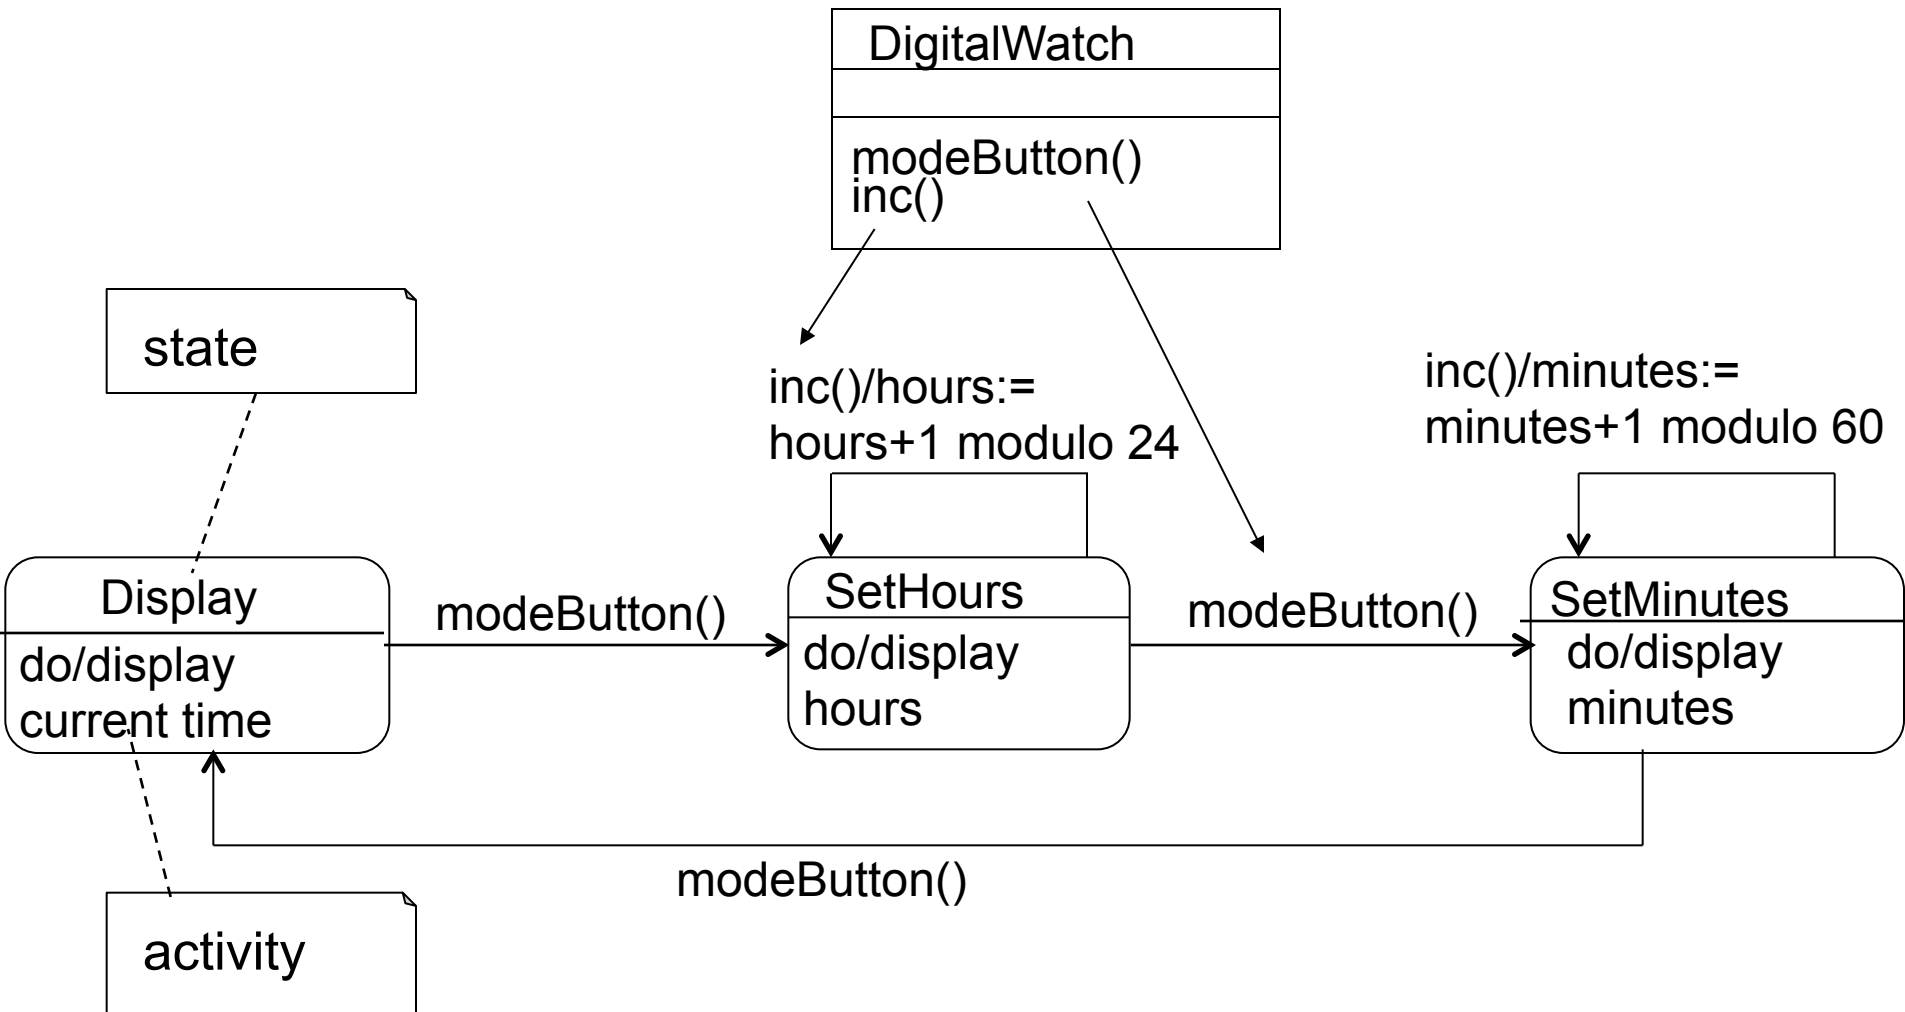 DigitalWatch
modeButton()
inc()
state
inc()/hours:=
hours+1 modulo 24
inc()/minutes:=
minutes+1 modulo 60
Display
do/display
current time
modeButton()
SetHours
do/display
hours
modeButton()
SetMinutes
do/display
minutes
modeButton()
activity